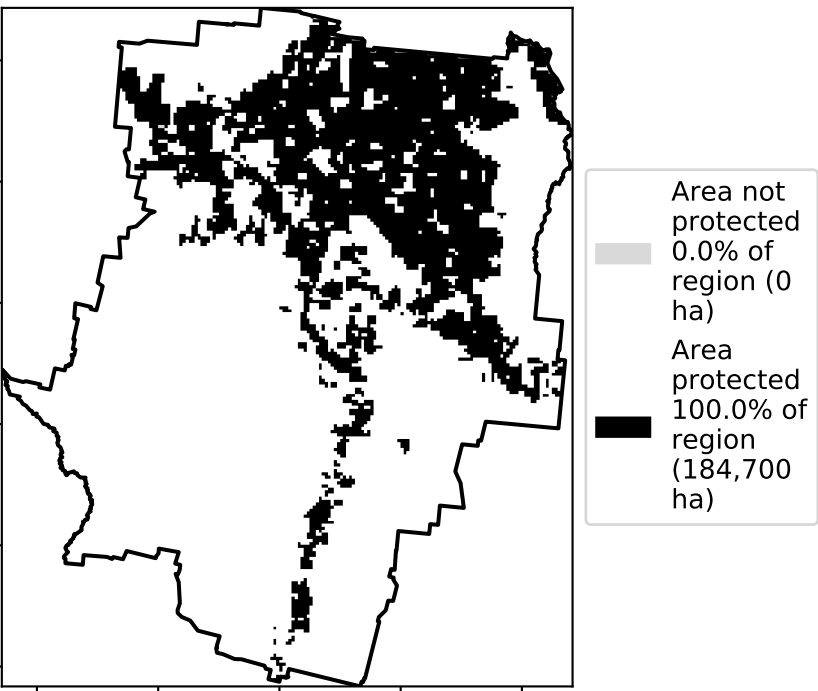 Area not
protected
0.0% of
region (0
ha)
Area
protected
100.0% of
region
(184,700
ha)